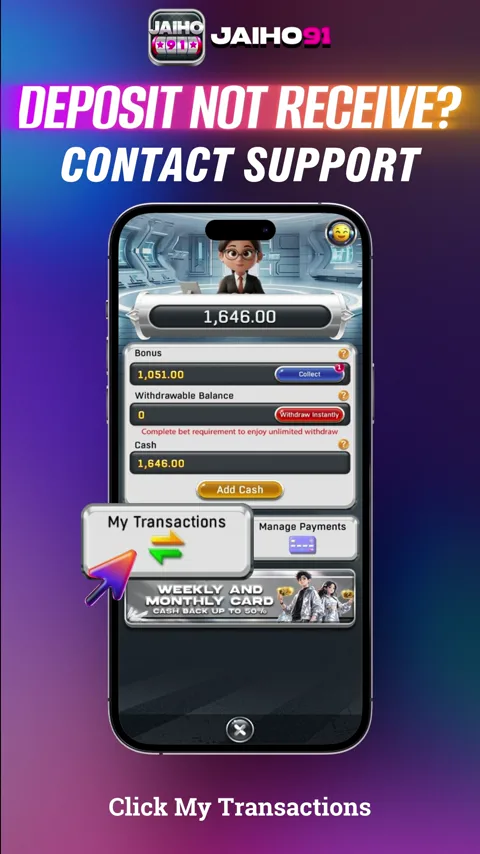 JAIHO
91
JAIHO91
DEPOSIT NOT RECEIVE?
CONTACT SUPPORT
1,646.00
Bonus
?
1,051.00
Collect
1
Withdrawable Balance
?
0
Withdraw Instantly
Complete bet requirement to enjoy unlimited withdraw
Cash
?
1,646.00
Add Cash
My Transactions
Manage Payments
WEEKLY AND
MONTHLY CARD
CASH BACK UP TO 50%
Click My Transactions